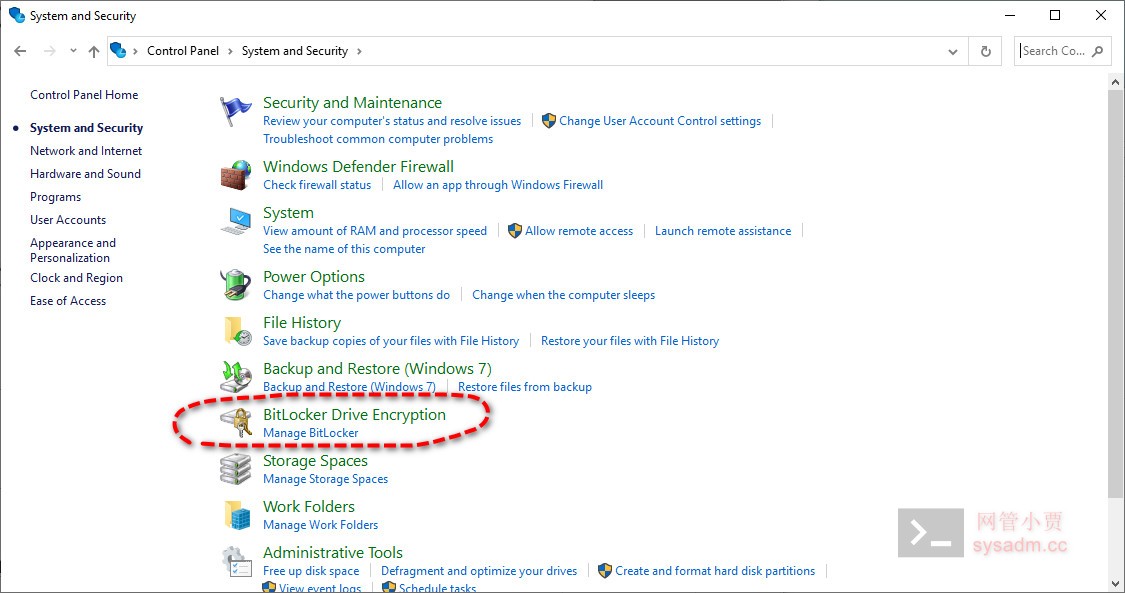 System and Security
Control Panel > System and Security >
Search Co...
Control Panel Home
System and Security
Network and Internet
Hardware and Sound
Programs
User Accounts
Appearance and
Personalization
Clock and Region
Ease of Access
Security and Maintenance
Review your computer's status and resolve issues
Change User Account Control settings
Troubleshoot common computer problems
Windows Defender Firewall
Check firewall status
Allow an app through Windows Firewall
System
View amount of RAM and processor speed
Allow remote access
Launch remote assistance
See the name of this computer
Power Options
Change what the power buttons do
Change when the computer sleeps
File History
Save backup copies of your files with File History
Restore your files with File History
Backup and Restore (Windows 7)
Backup and Restore (Windows 7)
Restore files from backup
BitLocker Drive Encryption
Manage BitLocker
Storage Spaces
Manage Storage Spaces
Work Folders
Manage Work Folders
Administrative Tools
Free up disk space
Defragment and optimize your drives
Create and format hard disk partitions
View event logs
Schedule tasks
网管小贾
sysadm.cc